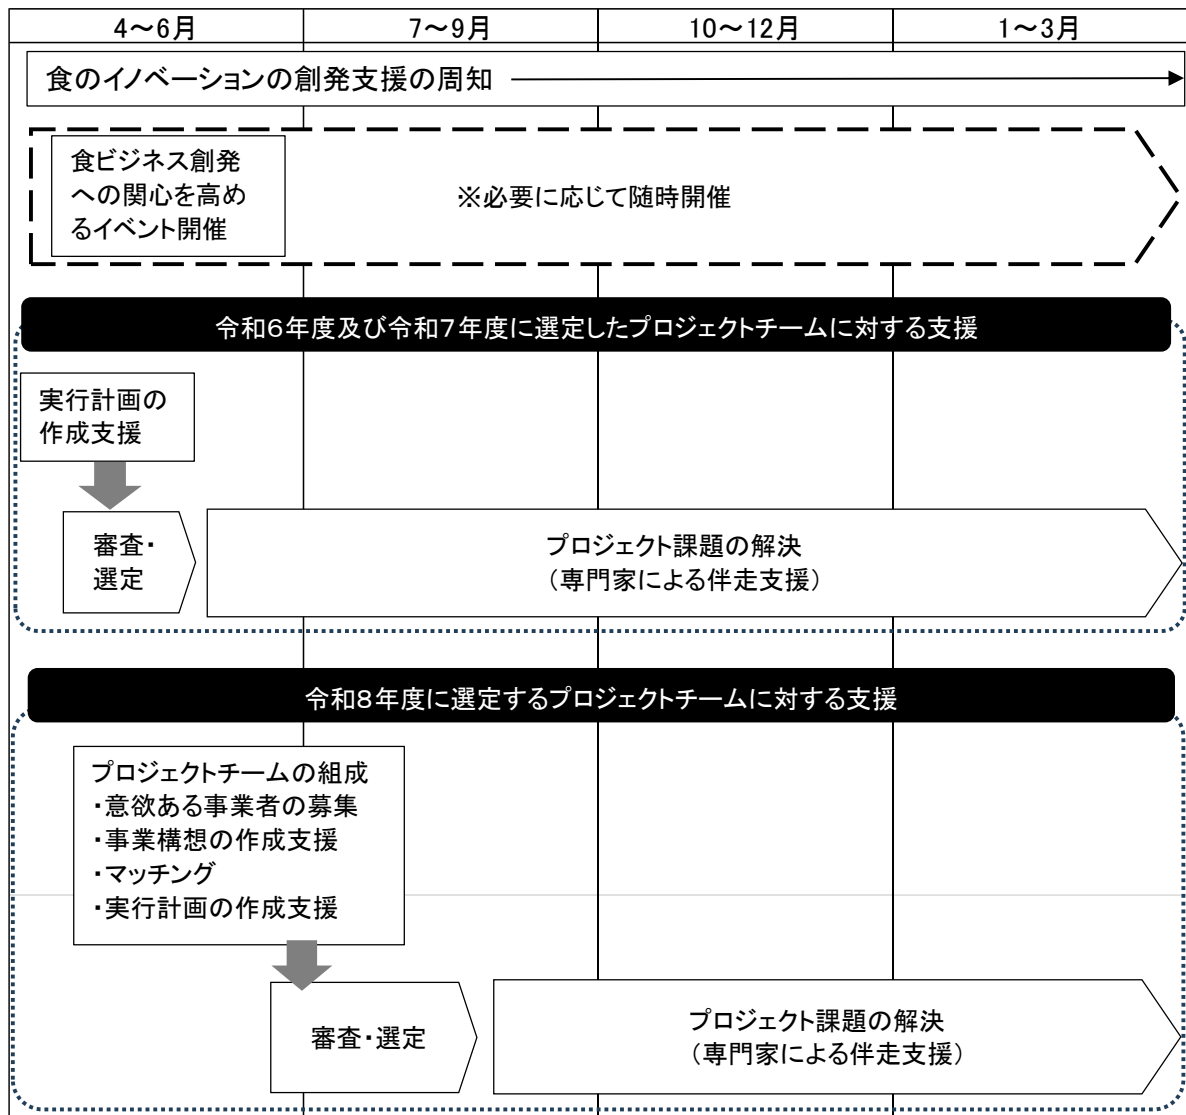 4～6月
7～9月
10～12月
1～3月
食のイノベーションの創発支援の周知
食ビジネス創発
への関心を高め
るイベント開催
※必要に応じて随時開催
令和６年度及び令和７年度に選定したプロジェクトチームに対する支援
実行計画の
作成支援
審査・
選定
プロジェクト課題の解決
（専門家による伴走支援）
令和８年度に選定するプロジェクトチームに対する支援
プロジェクトチームの組成
・意欲ある事業者の募集
・事業構想の作成支援
・マッチング
・実行計画の作成支援
審査・選定
プロジェクト課題の解決
（専門家による伴走支援）